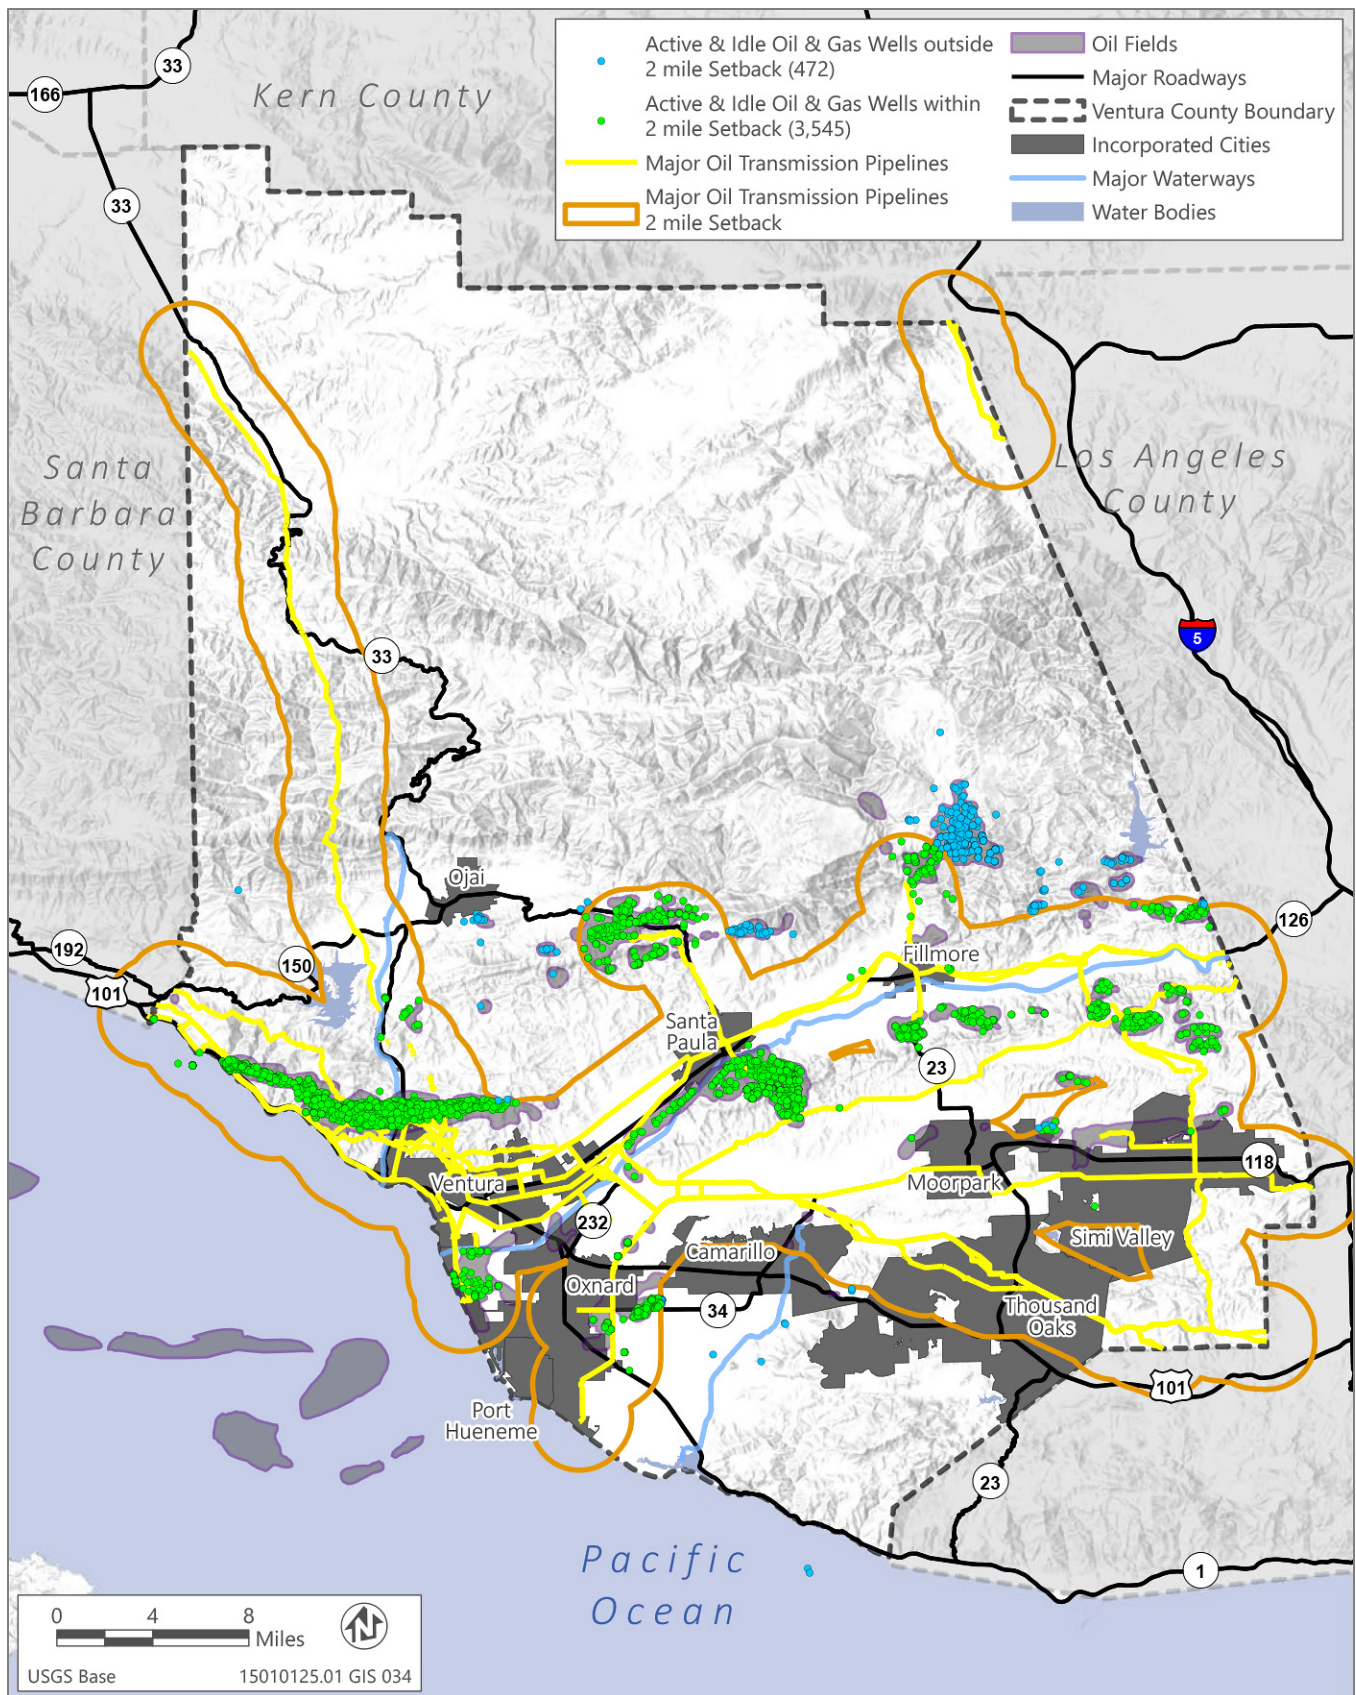 Active & Idle Oil & Gas Wells outside
2 mile Setback (472)
Active & Idle Oil & Gas Wells within
2 mile Setback (3,545)
Major Oil Transmission Pipelines
Major Oil Transmission Pipelines
2 mile Setback
Oil Fields
Major Roadways
Ventura County Boundary
Incorporated Cities
Major Waterways
Water Bodies
33
166
Kern County
33
Santa
Barbara
County
Los Angeles
County
5
33
Ojai
126
192
150
101
Fillmore
Santa
Paula
23
118
Ventura
Moorpark
232
Camarillo
Simi Valley
Oxnard
34
Thousand
Oaks
101
Port
Hueneme
23
Pacific
Ocean
1
0 4 8
Miles
USGS Base
15010125.01 GIS 034
N